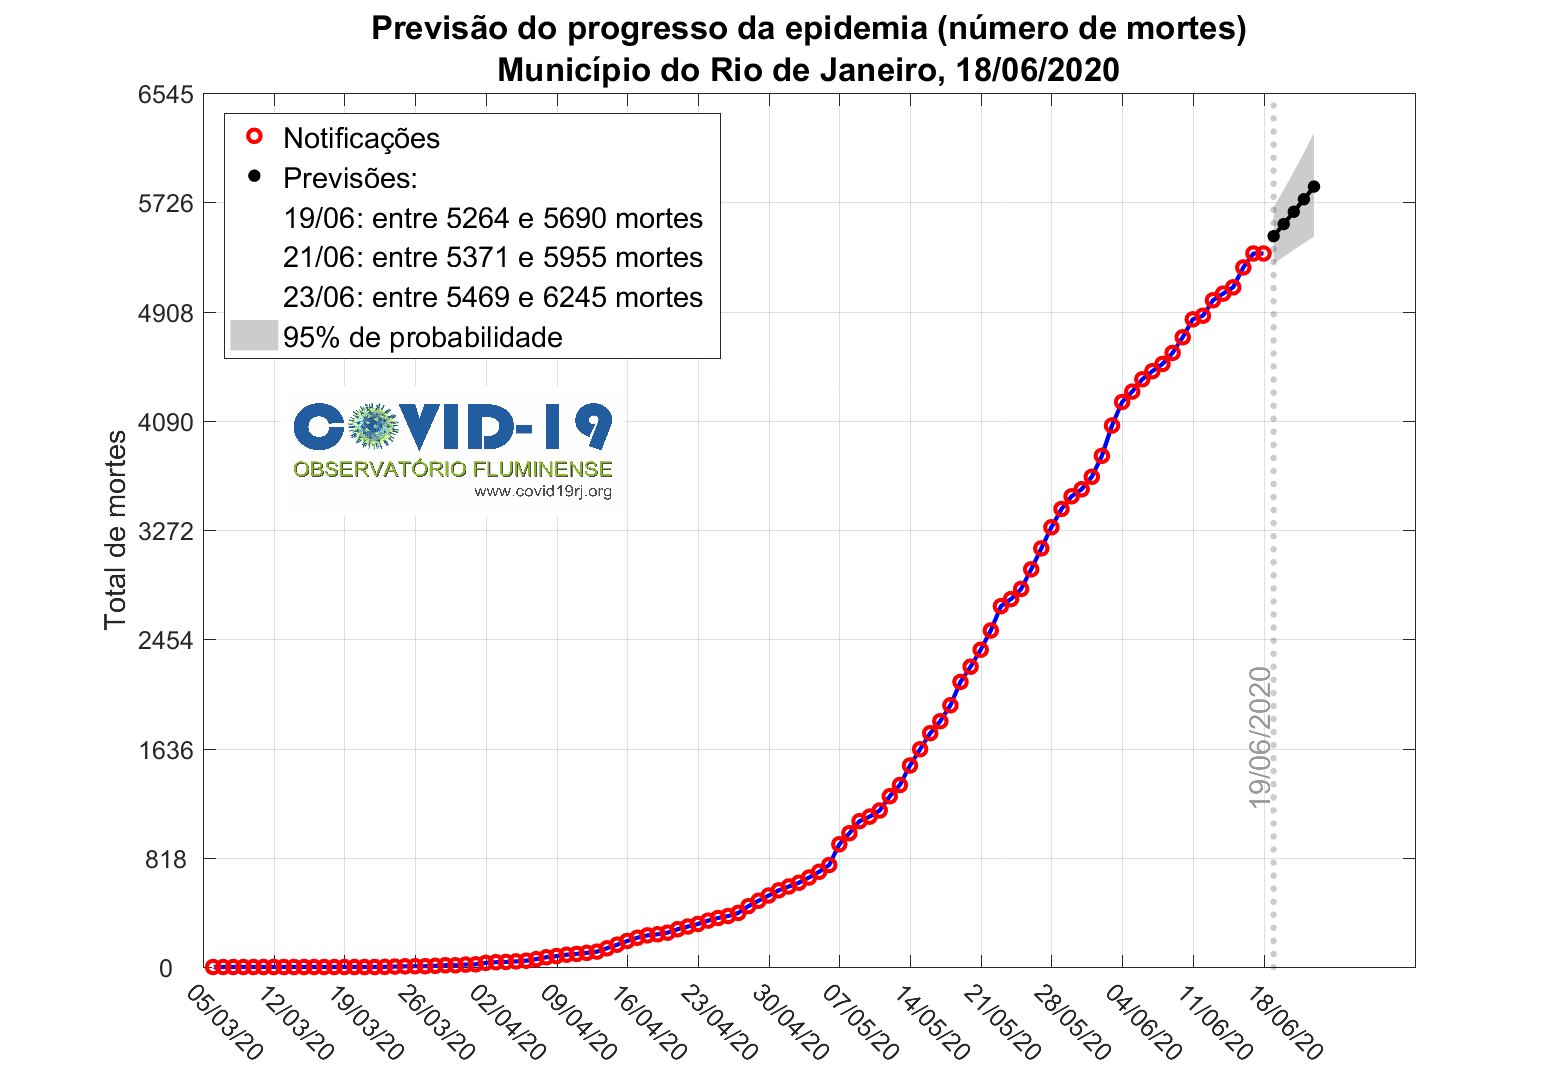 Previsão do progresso da epidemia (número de mortes)
Município do Rio de Janeiro, 18/06/2020
6545
5726
4908
4090
3272
2454
1636
818
0
Total de mortes
Notificações
Previsões:
19/06: entre 5264 e 5690 mortes
21/06: entre 5371 e 5955 mortes
23/06: entre 5469 e 6245 mortes
95% de probabilidade
COVID-19
OBSERVATÓRIO FLUMINENSE
www.covid19rj.org
19/06/2020
05/03/20
12/03/20
19/03/20
26/03/20
02/04/20
09/04/20
16/04/20
23/04/20
30/04/20
07/05/20
14/05/20
21/05/20
28/05/20
04/06/20
11/06/20
18/06/20